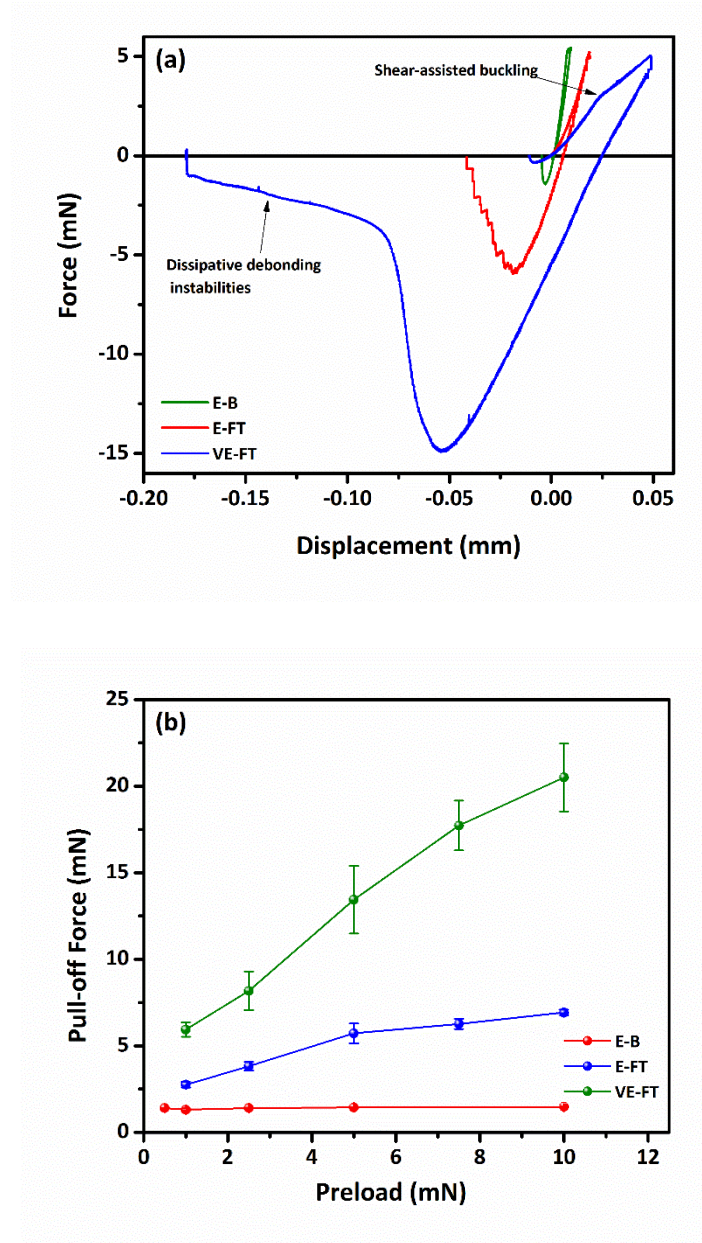 (a)
Shear-assisted buckling
Dissipative debonding
instabilities
E-B
E-FT
VE-FT
5
0
-5
-10
-15
Force (mN)
-0.20 -0.15 -0.10 -0.05 0.00 0.05
Displacement (mm)
(b)
25
20
15
10
5
0
Pull-off Force (mN)
E-B
E-FT
VE-FT
0 2 4 6 8 10 12
Preload (mN)